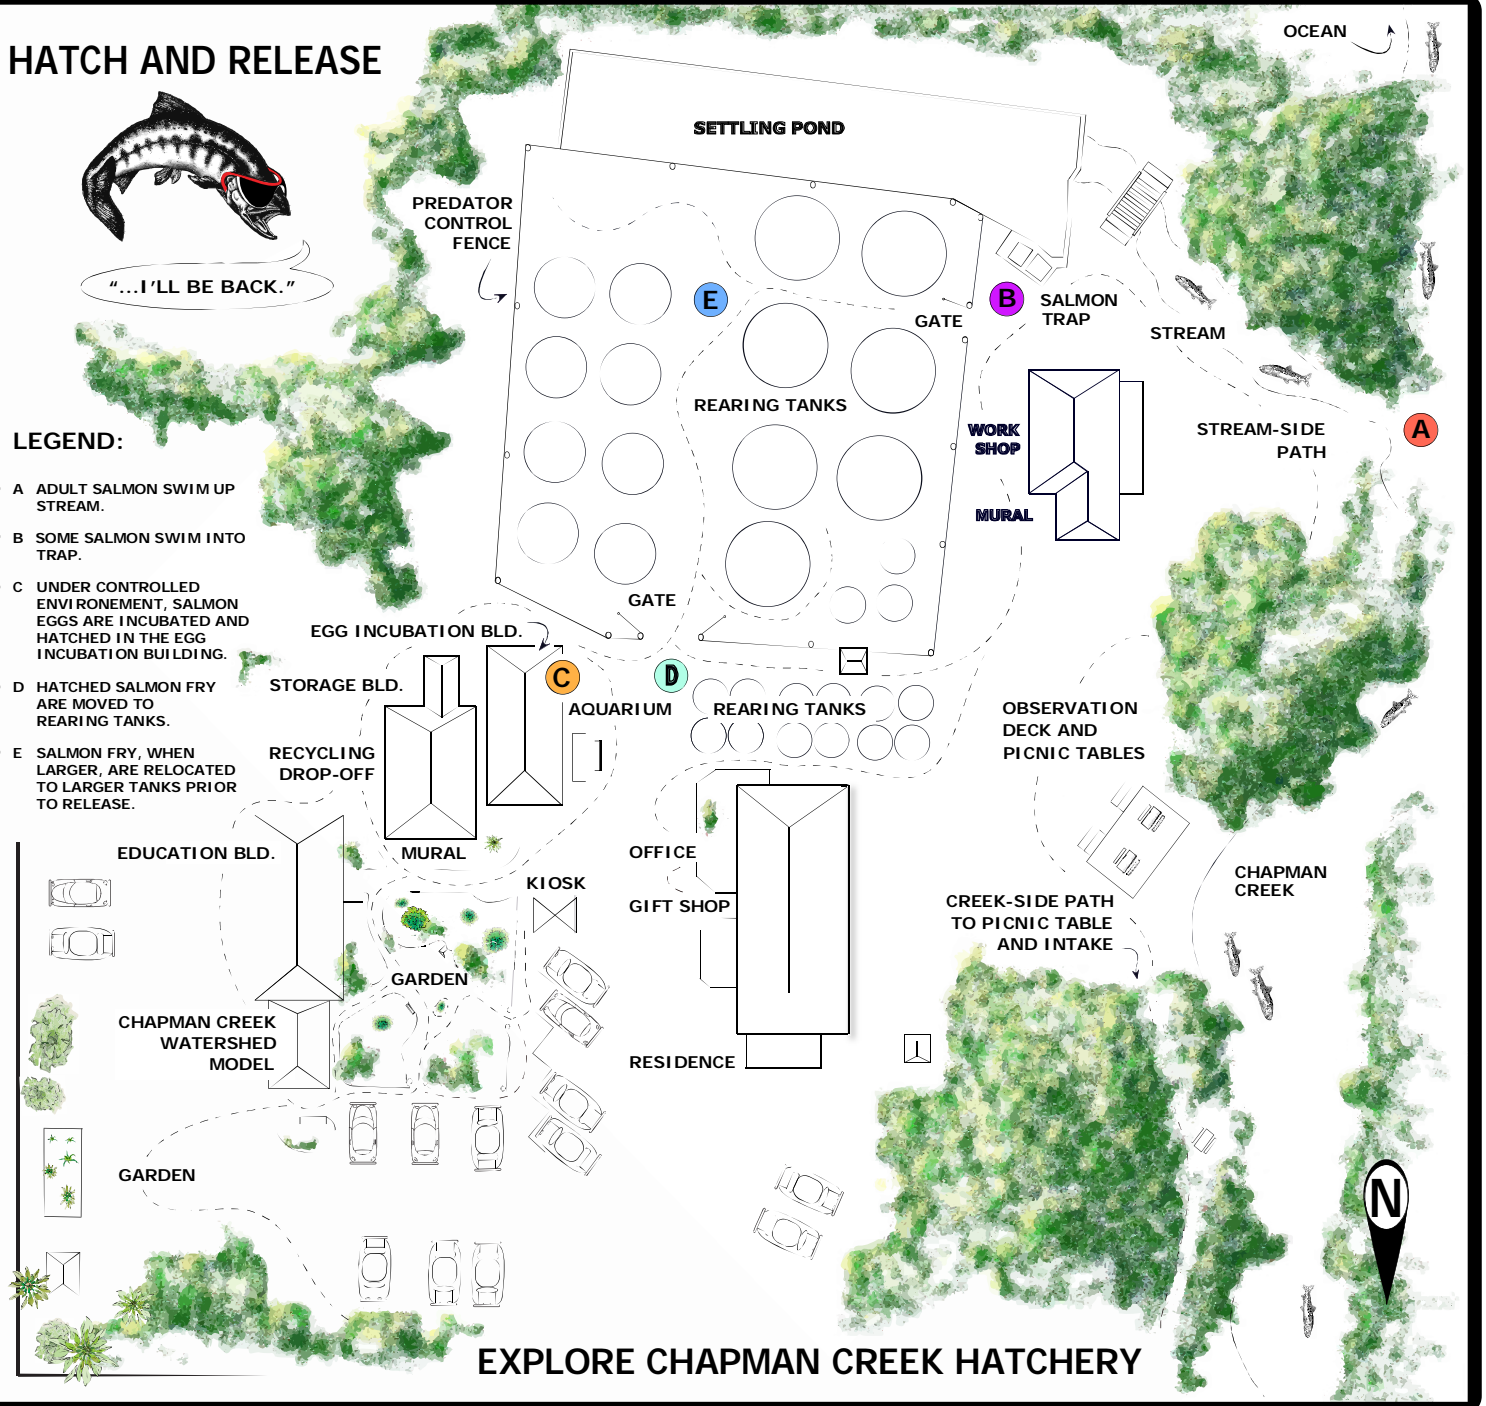 HATCH AND RELEASE
"...I'LL BE BACK."
OCEAN
SETTLING POND
PREDATOR
CONTROL
FENCE
E
B
SALMON
TRAP
GATE
STREAM
REARING TANKS
WORK
SHOP
MURAL
STREAM-SIDE
PATH
A
LEGEND:
A ADULT SALMON SWIM UP
STREAM.
B SOME SALMON SWIM INTO
TRAP.
C UNDER CONTROLLED
ENVIRONEMENT, SALMON
EGGS ARE INCUBATED AND
HATCHED IN THE EGG
INCUBATION BUILDING.
D HATCHED SALMON FRY
ARE MOVED TO
REARING TANKS.
E SALMON FRY, WHEN
LARGER, ARE RELOCATED
TO LARGER TANKS PRIOR
TO RELEASE.
GATE
EGG INCUBATION BLD.
STORAGE BLD.
C
D
AQUARIUM
REARING TANKS
RECYCLING
DROP-OFF
OBSERVATION
DECK AND
PICNIC TABLES
EDUCATION BLD.
MURAL
OFFICE
KIOSK
GIFT SHOP
CHAPMAN
CREEK
CREEK-SIDE PATH
TO PICNIC TABLE
AND INTAKE
GARDEN
CHAPMAN CREEK
WATERSHED
MODEL
RESIDENCE
GARDEN
N
EXPLORE CHAPMAN CREEK HATCHERY